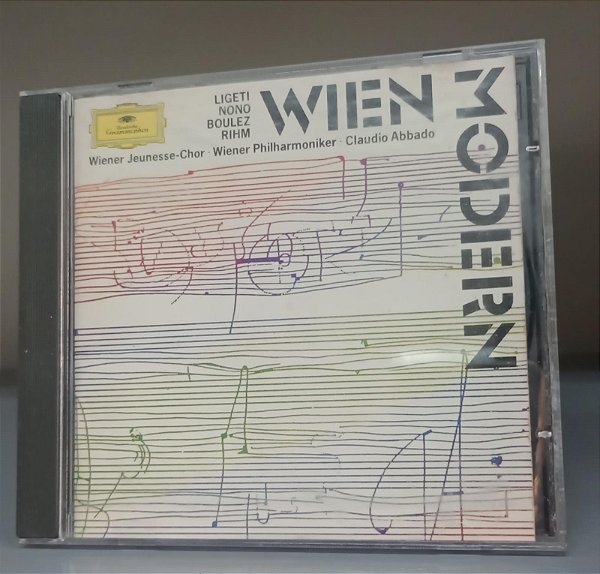 Deutsche
Grammophon
LIGETI
NONO
BOULEZ
RIHM
WIEN
MODERN
Wiener Jeunesse-Chor · Wiener Philharmoniker · Claudio Abbado